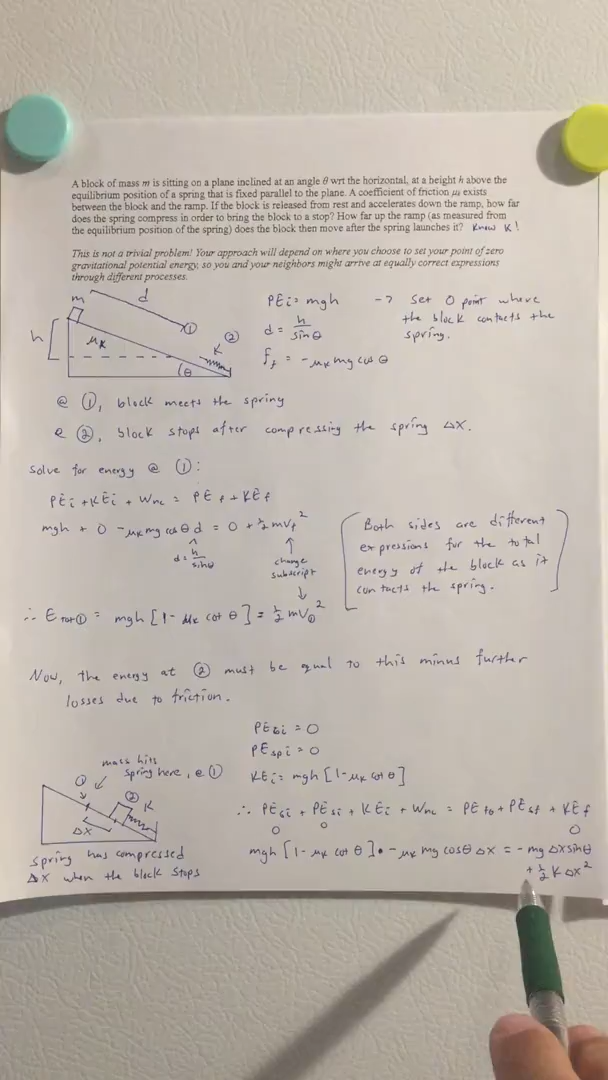 A block of mass m is sitting on a plane inclined at an angle θ wrt the horizontal, at a height h above the
equilibrium position of a spring that is fixed parallel to the plane. A coefficient of friction μk exists
between the block and the ramp. If the block is released from rest and accelerates down the ramp, how far
does the spring compress in order to bring the block to a stop? How far up the ramp (as measured from
the equilibrium position of the spring) does the block then move after the spring launches it? Know K!
This is not a trivial problem! Your approach will depend on where you choose to set your point of zero
gravitational potential energy, so you and your neighbors might arrive at equally correct expressions
through different processes.
m d ① ② K h μk θ
PEi = mgh -> Set 0 point where
the block contacts the
spring.
d = h/sin θ
ff = -μk mg cos θ
@ ①, block meets the spring
@ ②, block stops after compressing the spring Δx.
Solve for energy @ ①:
PEi + KEi + Wnc = PEf + KEf
mgh + 0 - μk mg cos θ d = 0 + ½ mVf²
d = h/sin θ
change
subscript
Both sides are different
expressions for the total
energy of the block as it
contacts the spring.
∴ ETOT① = mgh [1 - μk cot θ] = ½ mV①²
Now, the energy at ② must be equal to this minus further
losses due to friction.
PEGi = 0
PEspi = 0
KEi = mgh [1 - μk cot θ]
mass hits
spring here, @ ①
① ② K Δx
spring has compressed
Δx when the block stops
∴ PEGi + PEsi + KEi + Wnc = PEfG + PEsf + KEf
0 0 0
mgh [1 - μk cot θ] • - μk mg cosθ Δx = - mg Δx sinθ
+ ½ K Δx²